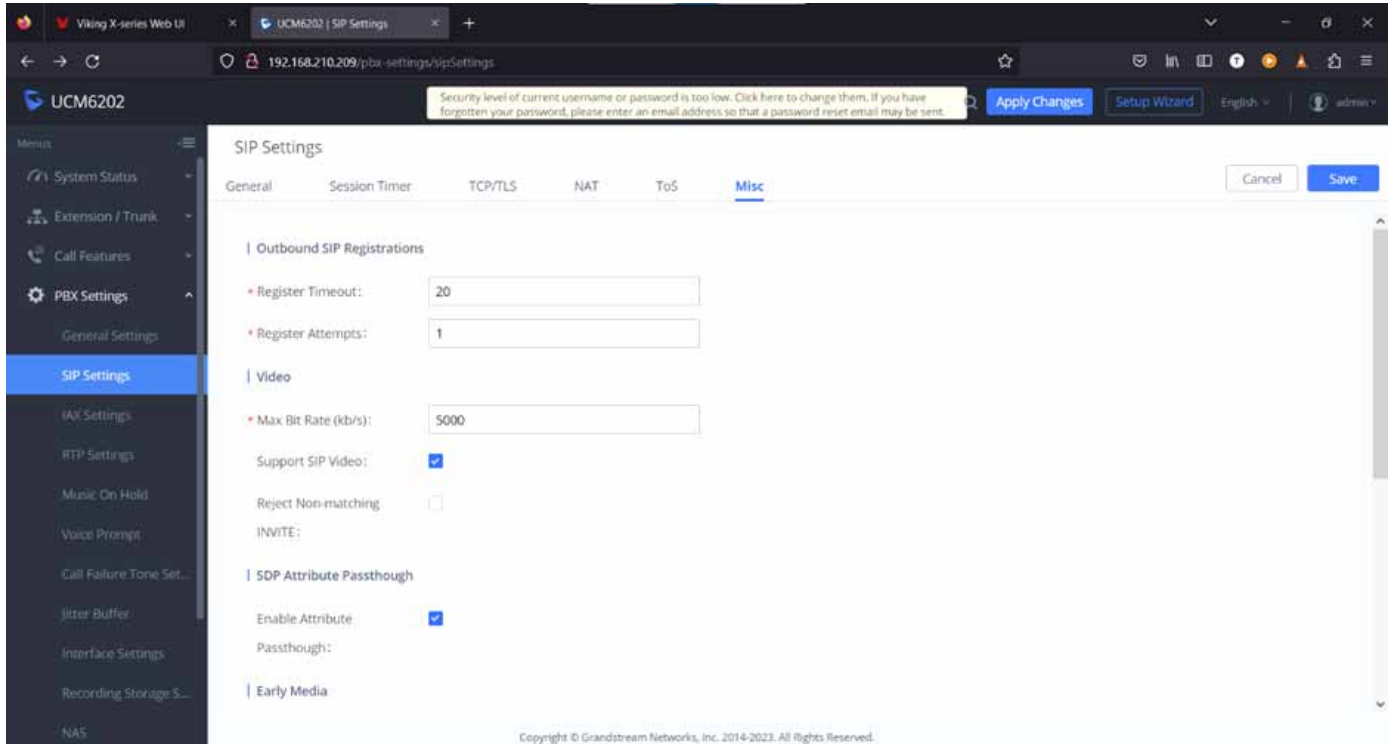 Viking X-series Web UI
UCM6202 | SIP Settings
192.168.210.209/pbx-settings/sipSettings
UCM6202
Security level of current username or password is too low. Click here to change them. If you have
forgotten your password, please enter an email address so that a password reset email may be sent.
Apply Changes
Setup Wizard
English
admin
Menus
System Status
Extension / Trunk
Call Features
PBX Settings
General Settings
SIP Settings
IAX Settings
RTP Settings
Music On Hold
Voice Prompt
Call Failure Tone Set...
Jitter Buffer
Interface Settings
Recording Storage S...
NAS
SIP Settings
General Session Timer TCP/TLS NAT ToS Misc
Cancel Save
Outbound SIP Registrations
* Register Timeout: 20
* Register Attempts: 1
Video
* Max Bit Rate (kb/s): 5000
Support SIP Video:
Reject Non-matching
INVITE:
SDP Attribute Passthough
Enable Attribute
Passthough:
Early Media
Copyright © Grandstream Networks, Inc. 2014-2023. All Rights Reserved.